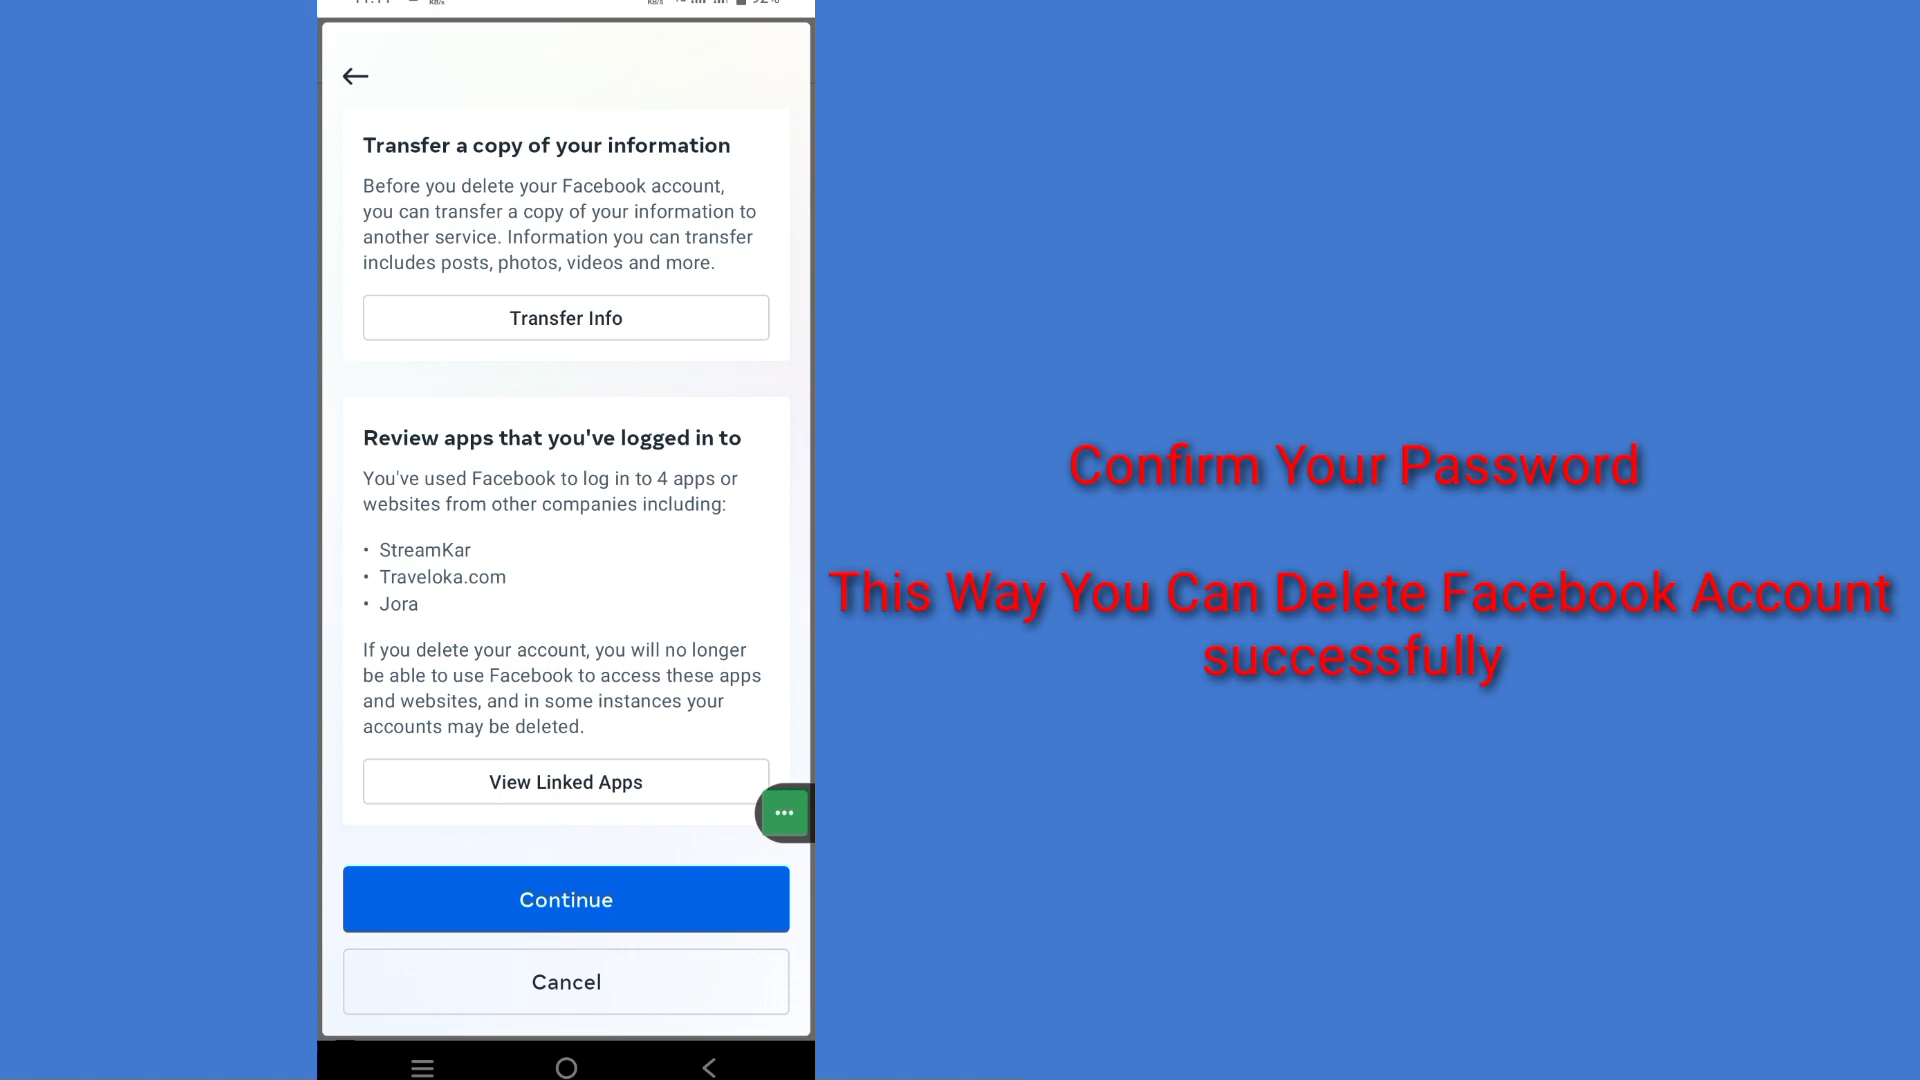 Transfer a copy of your information
Before you delete your Facebook account,
you can transfer a copy of your information to
another service. Information you can transfer
includes posts, photos, videos and more.
Transfer Info
Review apps that you've logged in to
You've used Facebook to log in to 4 apps or
websites from other companies including:
• StreamKar
• Traveloka.com
• Jora
If you delete your account, you will no longer
be able to use Facebook to access these apps
and websites, and in some instances your
accounts may be deleted.
View Linked Apps
Continue
Cancel
Confirm Your Password
This Way You Can Delete Facebook Account
successfully